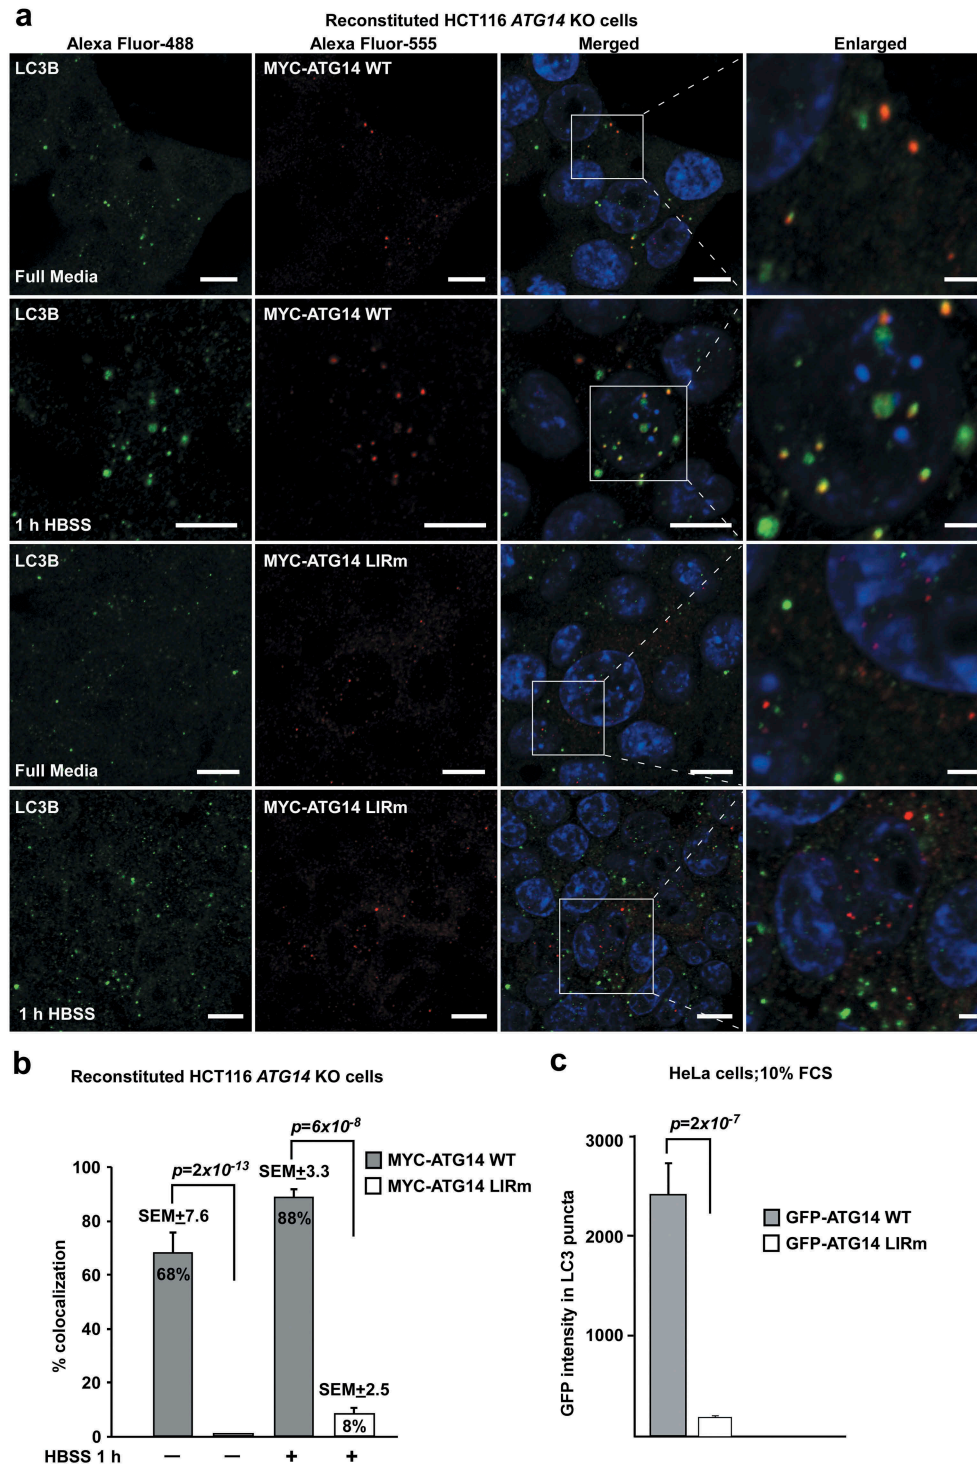 a
Reconstituted HCT116 ATG14 KO cells
Alexa Fluor-488 Alexa Fluor-555 Merged Enlarged
LC3B MYC-ATG14 WT
Full Media
LC3B MYC-ATG14 WT
1 h HBSS
LC3B MYC-ATG14 LIRm
Full Media
LC3B MYC-ATG14 LIRm
1 h HBSS
b
Reconstituted HCT116 ATG14 KO cells
p=6x10-8
MYC-ATG14 WT
MYC-ATG14 LIRm
p=2x10-13
SEM±3.3
SEM±7.6
88%
68%
SEM±2.5
8%
% colocalization
100
80
60
40
20
0
HBSS 1 h — — + +
c
HeLa cells;10% FCS
p=2x10-7
GFP-ATG14 WT
GFP-ATG14 LIRm
GFP intensity in LC3 puncta
3000
2000
1000